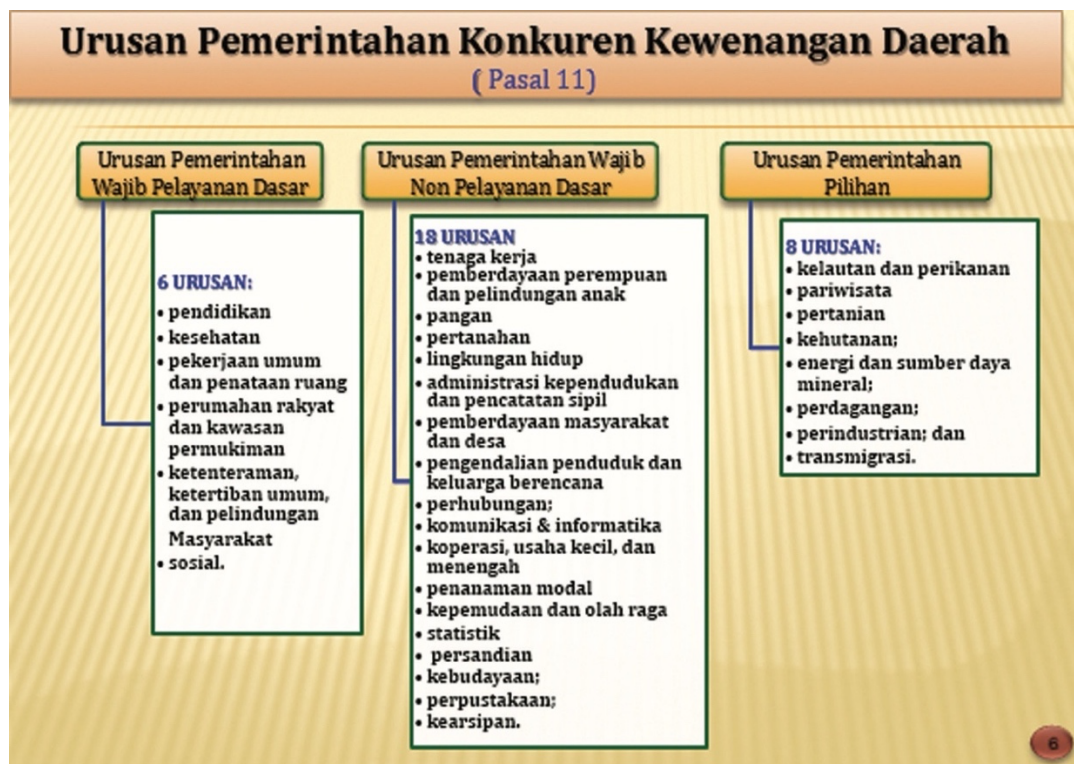 Urusan Pemerintahan Konkuren Kewenangan Daerah
( Pasal 11)
Urusan Pemerintahan
Wajib Pelayanan Dasar
6 URUSAN:
• pendidikan
• kesehatan
• pekerjaan umum
dan penataan ruang
• perumahan rakyat
dan kawasan
permukiman
• ketenteraman,
ketertiban umum,
dan pelindungan
Masyarakat
• sosial.
Urusan Pemerintahan Wajib
Non Pelayanan Dasar
18 URUSAN
• tenaga kerja
• pemberdayaan perempuan
dan pelindungan anak
• pangan
• pertanahan
• lingkungan hidup
• administrasi kependudukan
dan pencatatan sipil
• pemberdayaan masyarakat
dan desa
• pengendalian penduduk dan
keluarga berencana
• perhubungan;
• komunikasi & informatika
• koperasi, usaha kecil, dan
menengah
• penanaman modal
• kepemudaan dan olah raga
• statistik
• persandian
• kebudayaan;
• perpustakaan;
• kearsipan.
Urusan Pemerintahan
Pilihan
8 URUSAN:
• kelautan dan perikanan
• pariwisata
• pertanian
• kehutanan;
• energi dan sumber daya
mineral;
• perdagangan;
• perindustrian; dan
• transmigrasi.
6